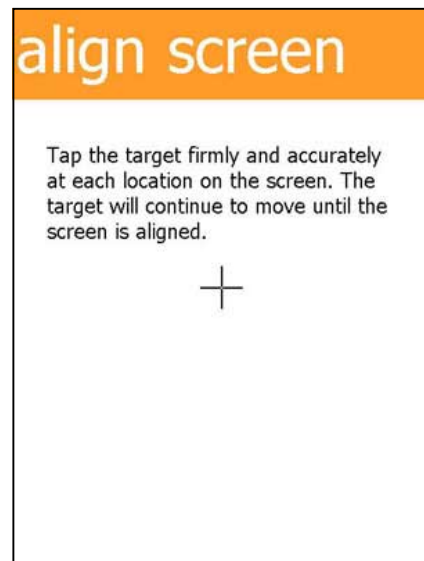 align screen
Tap the target firmly and accurately
at each location on the screen. The
target will continue to move until the
screen is aligned.